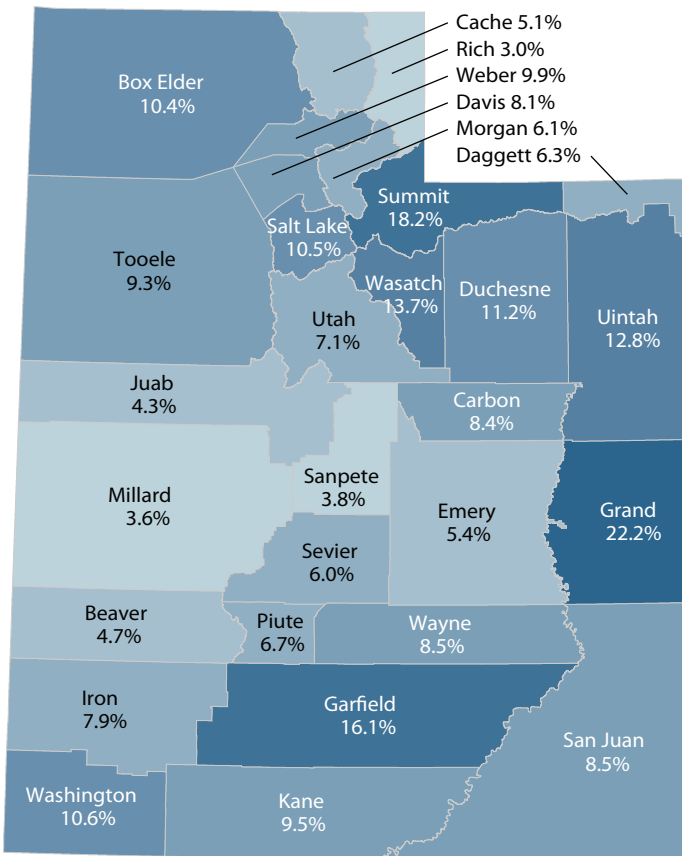 Cache 5.1%
Rich 3.0%
Weber 9.9%
Davis 8.1%
Morgan 6.1%
Daggett 6.3%
Box Elder
10.4%
Summit
18.2%
Salt Lake
10.5%
Tooele
9.3%
Wasatch
13.7%
Duchesne
11.2%
Uintah
12.8%
Utah
7.1%
Juab
4.3%
Carbon
8.4%
Sanpete
3.8%
Millard
3.6%
Emery
5.4%
Grand
22.2%
Sevier
6.0%
Beaver
4.7%
Piute
6.7%
Wayne
8.5%
Iron
7.9%
Garfield
16.1%
San Juan
8.5%
Washington
10.6%
Kane
9.5%